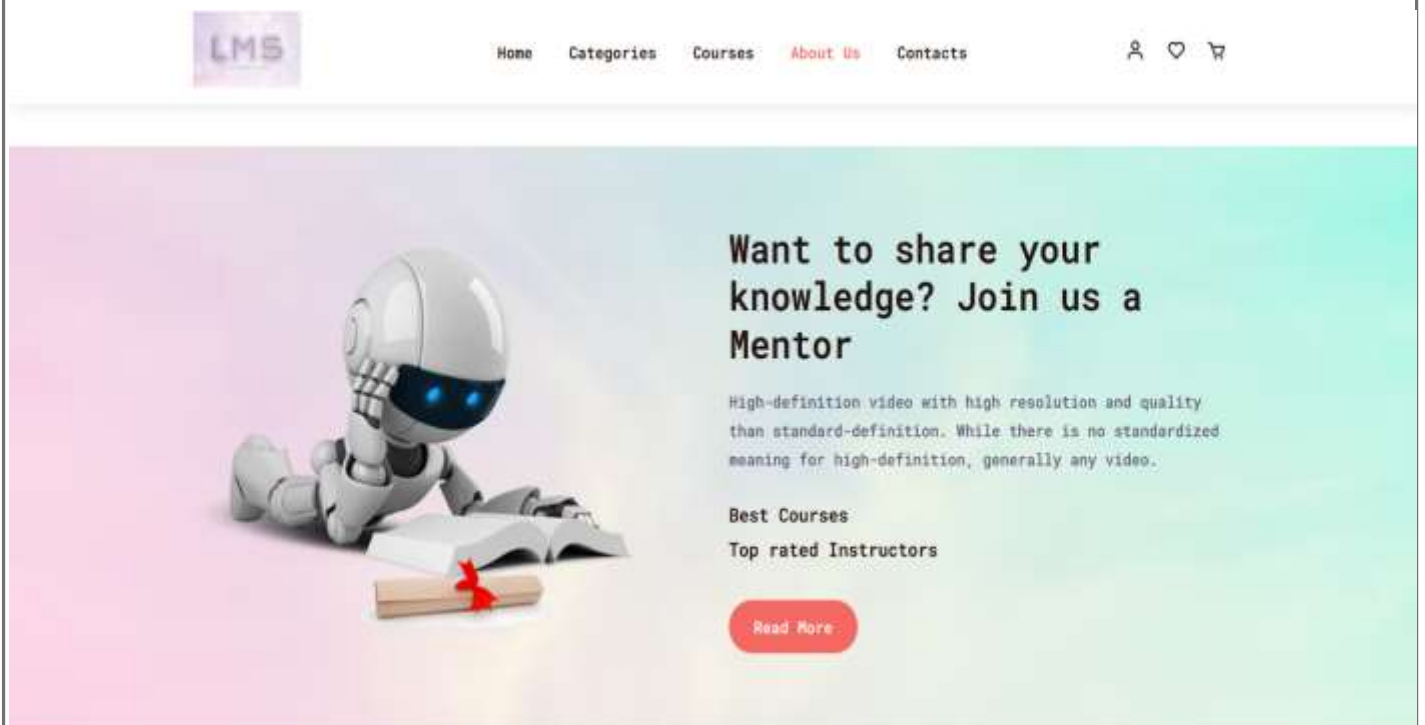 LMS
Home Categories Courses About Us Contacts
Want to share your
knowledge? Join us a
Mentor
High-definition video with high resolution and quality
than standard-definition. While there is no standardized
meaning for high-definition, generally any video.
Best Courses
Top rated Instructors
Read More